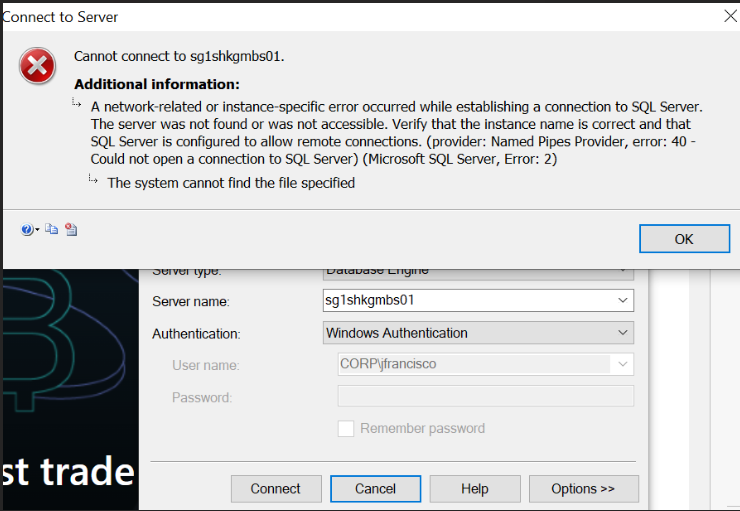 Connect to Server
Cannot connect to sg1shkgmbs01.
Additional information:
A network-related or instance-specific error occurred while establishing a connection to SQL Server.
The server was not found or was not accessible. Verify that the instance name is correct and that
SQL Server is configured to allow remote connections. (provider: Named Pipes Provider, error: 40 -
Could not open a connection to SQL Server) (Microsoft SQL Server, Error: 2)
The system cannot find the file specified
OK
Server type:
Database Engine
Server name:
sg1shkgmbs01
Authentication:
Windows Authentication
User name:
CORP\jfrancisco
Password:
Remember password
st trade
Connect
Cancel
Help
Options >>